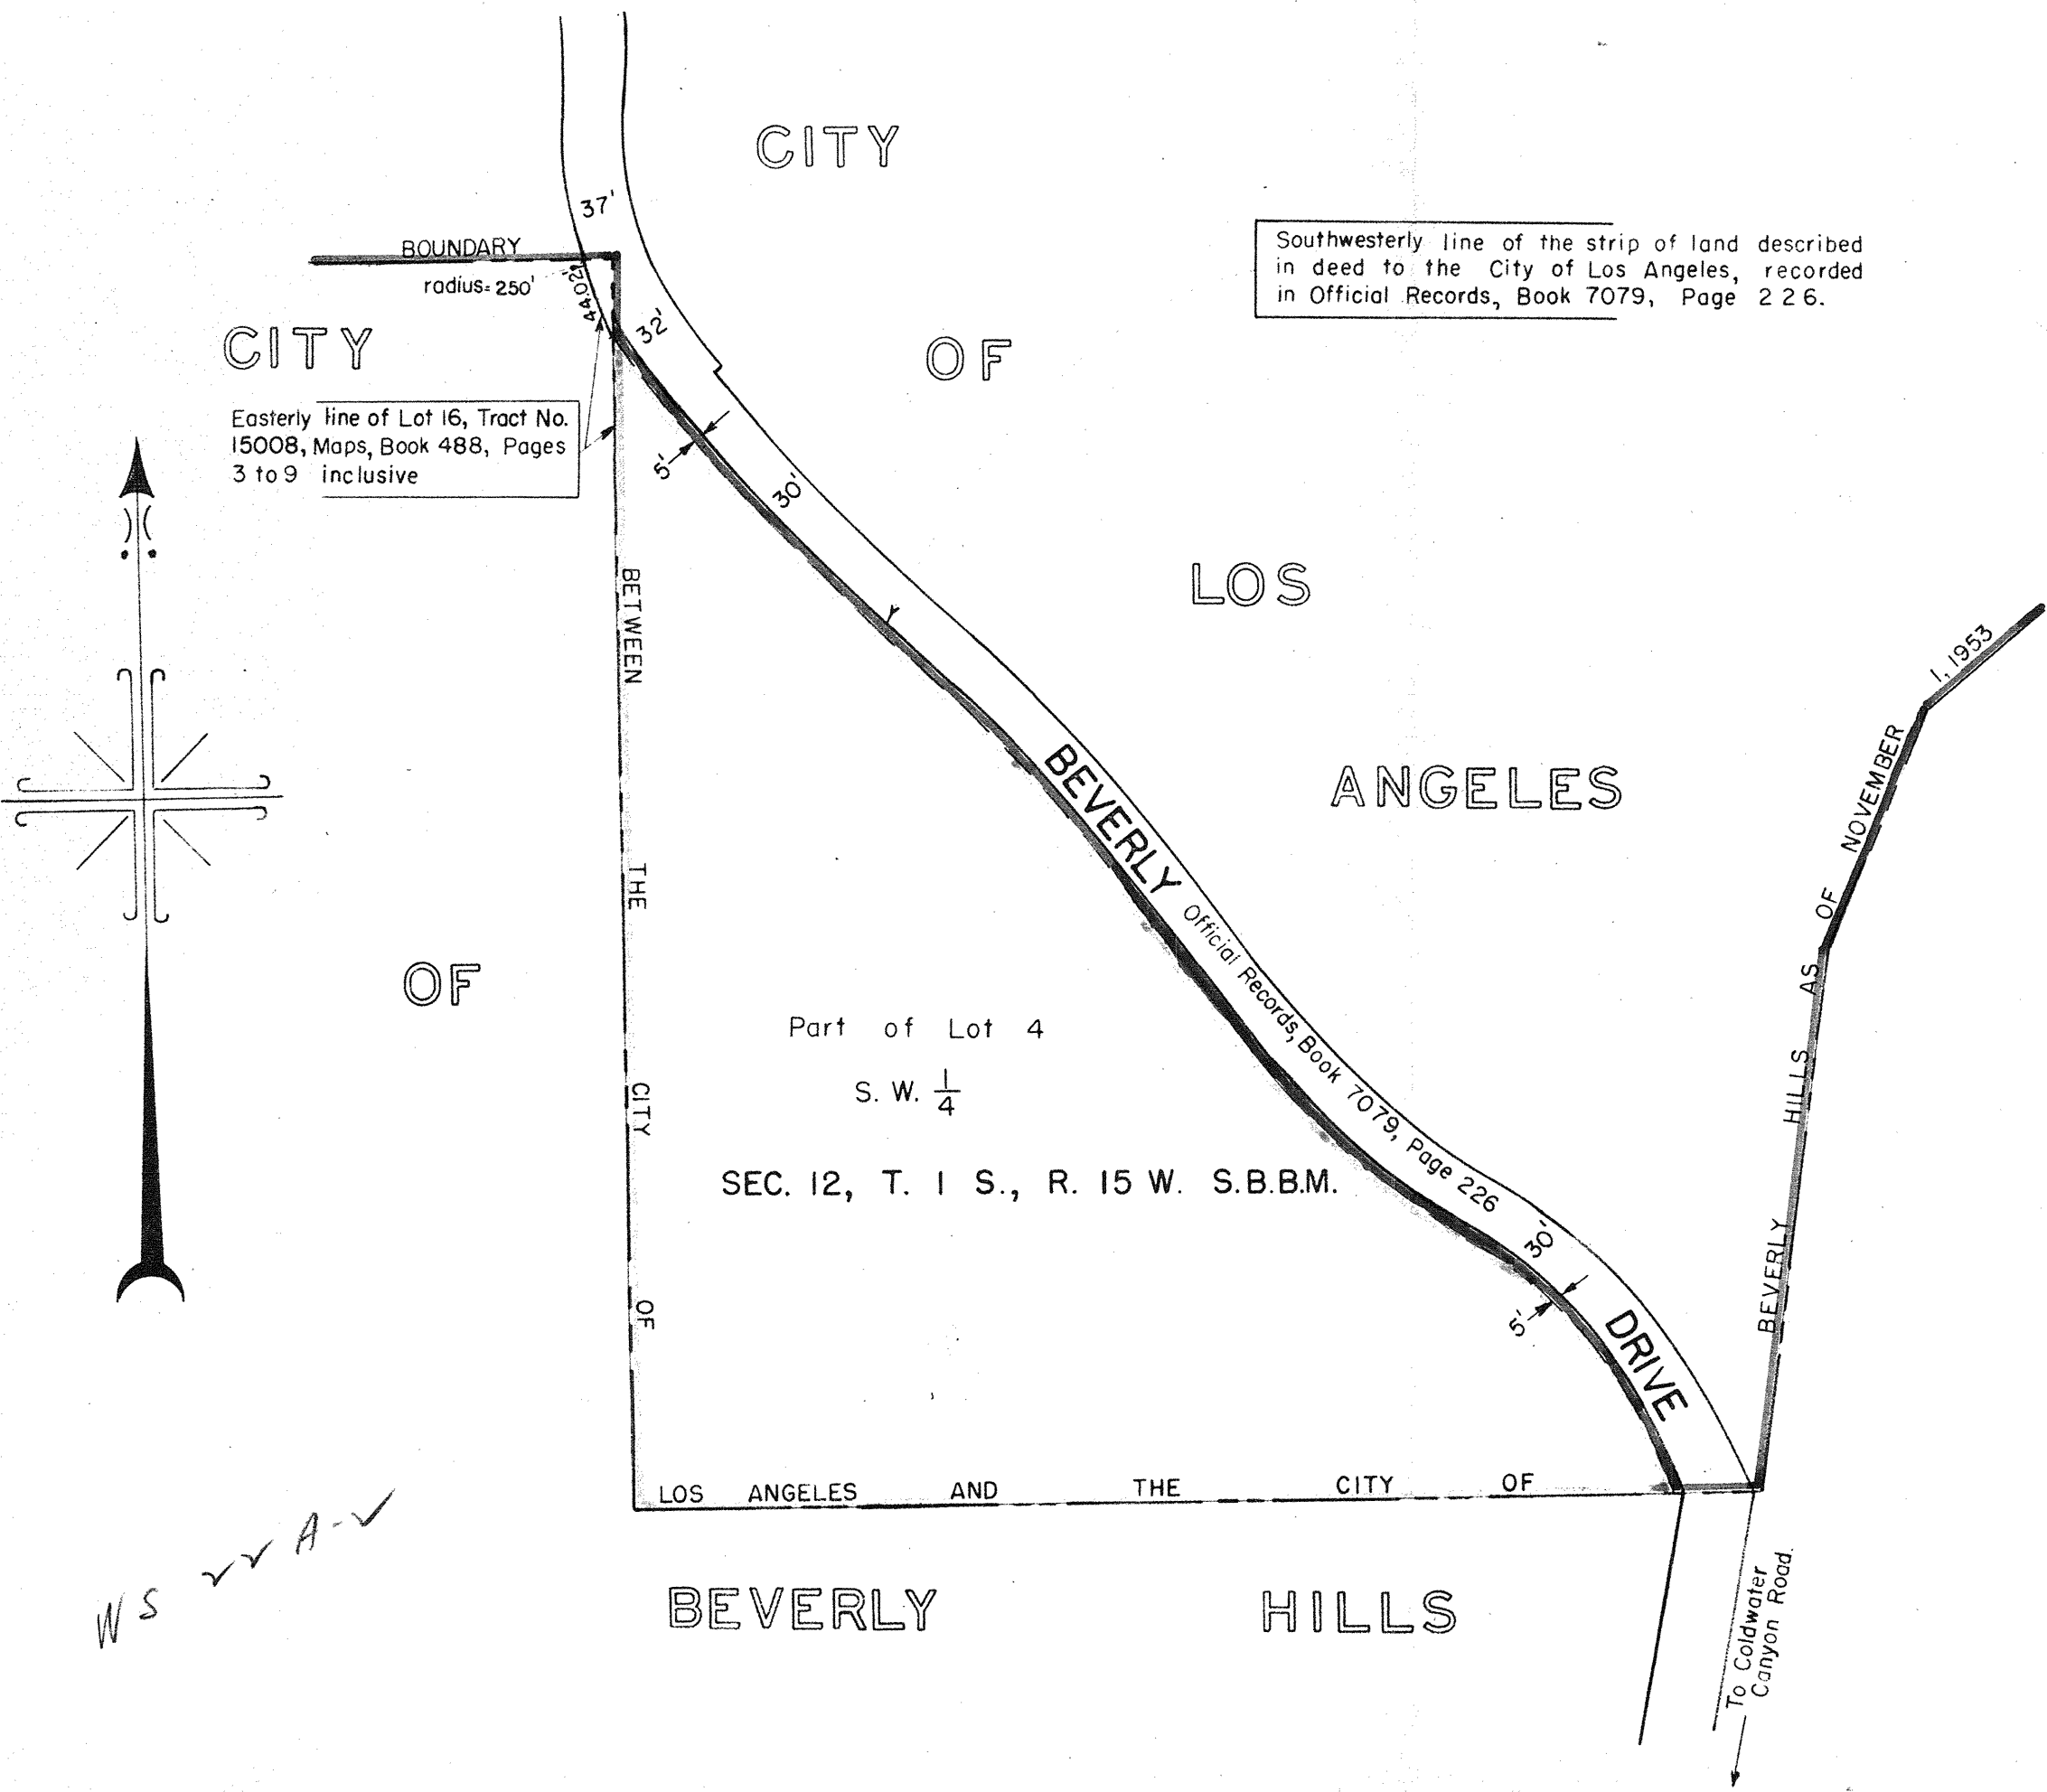 CITY
37'
BOUNDARY
radius=250'
44.02'
32'
Southwesterly line of the strip of land described
in deed to the City of Los Angeles, recorded
in Official Records, Book 7079, Page 226.
CITY
OF
Easterly line of Lot 16, Tract No.
15008, Maps, Book 488, Pages
3 to 9 inclusive
5'
30'
LOS
ANGELES
BETWEEN
THE
CITY
OF
LOS ANGELES AND THE CITY OF
BEVERLY HILLS AS OF NOVEMBER 1, 1953
OF
Part of Lot 4
S. W. 1/4
SEC. 12, T. 1 S., R. 15 W. S.B.B.M.
BEVERLY
Official Records, Book 7079, Page 226
30'
5'
DRIVE
BEVERLY HILLS
To Coldwater
Canyon Road.
WS ✓✓ A-✓